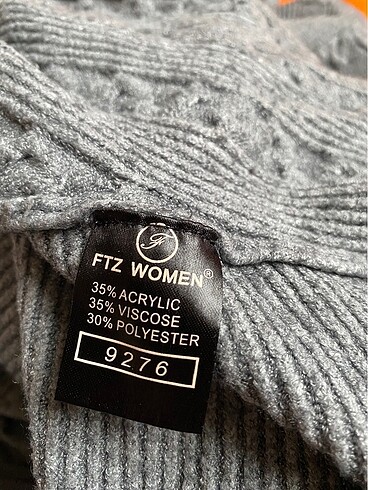 F
FTZ WOMEN®
35% ACRYLIC
35% VISCOSE
30% POLYESTER
9276